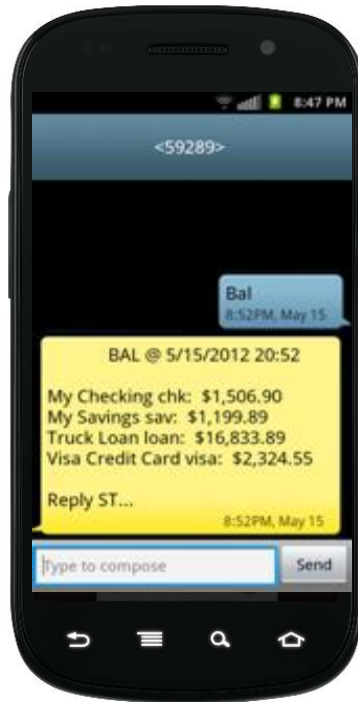 8:47 PM
<59289>
Bal
8:52PM, May 15
BAL @ 5/15/2012 20:52
My Checking chk: $1,506.90
My Savings sav: $1,199.89
Truck Loan loan: $16,833.89
Visa Credit Card visa: $2,324.55
Reply ST...
8:52PM, May 15
Type to compose
Send